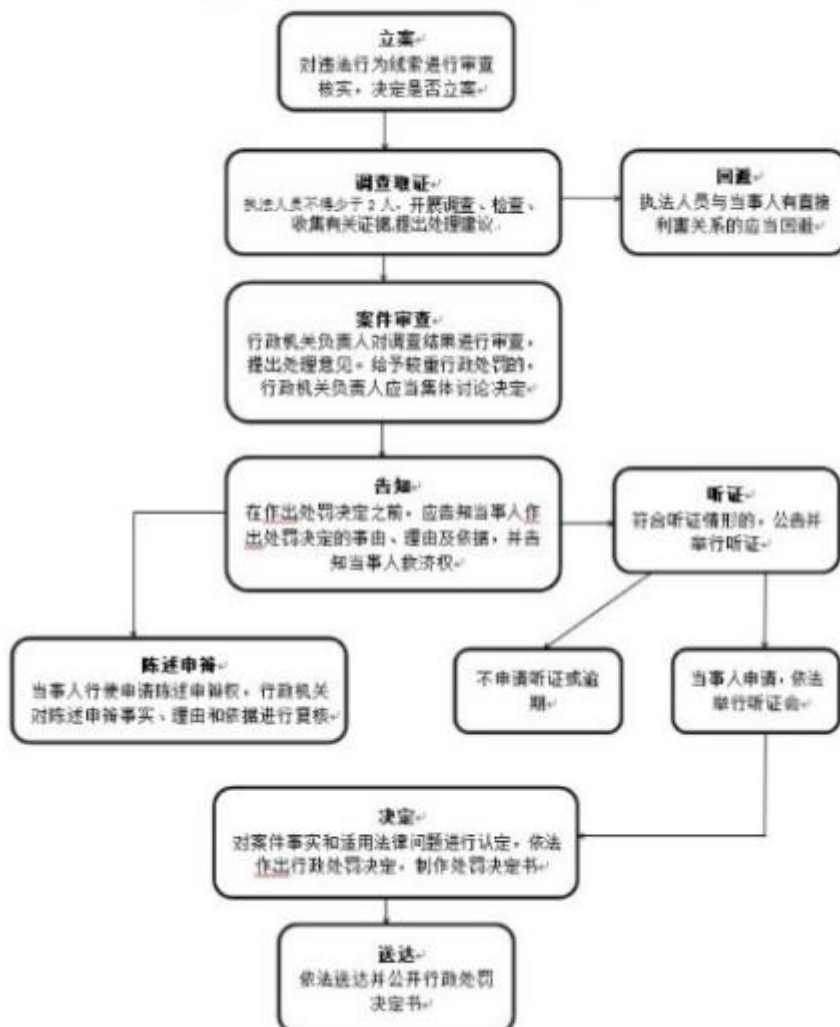 立案
对违法行为线索进行审查
核实，决定是否立案
调查取证
执法人员不得少于2人，开展调查、检查、
收集有关证据,提出处理建议.
回避
执法人员与当事人有直接
利害关系的应当回避
案件审查
行政机关负责人对调查结果进行审查，
提出处理意见。给予较重行政处罚的，
行政机关负责人应当集体讨论决定
告知
在作出处罚决定之前，应告知当事人作
出处罚决定的事由、理由及依据，并告
知当事人救济权
听证
符合听证情形的，公告并
举行听证
陈述申辩
当事人行使申请陈述申辩权，行政机关
对陈述申辩事实、理由和依据进行复核
不申请听证或逾
期
当事人申请，依法
举行听证会
决定
对案件事实和适用法律问题进行认定，依法
作出行政处罚决定，制作处罚决定书
送达
依法送达并公开行政处罚
决定书